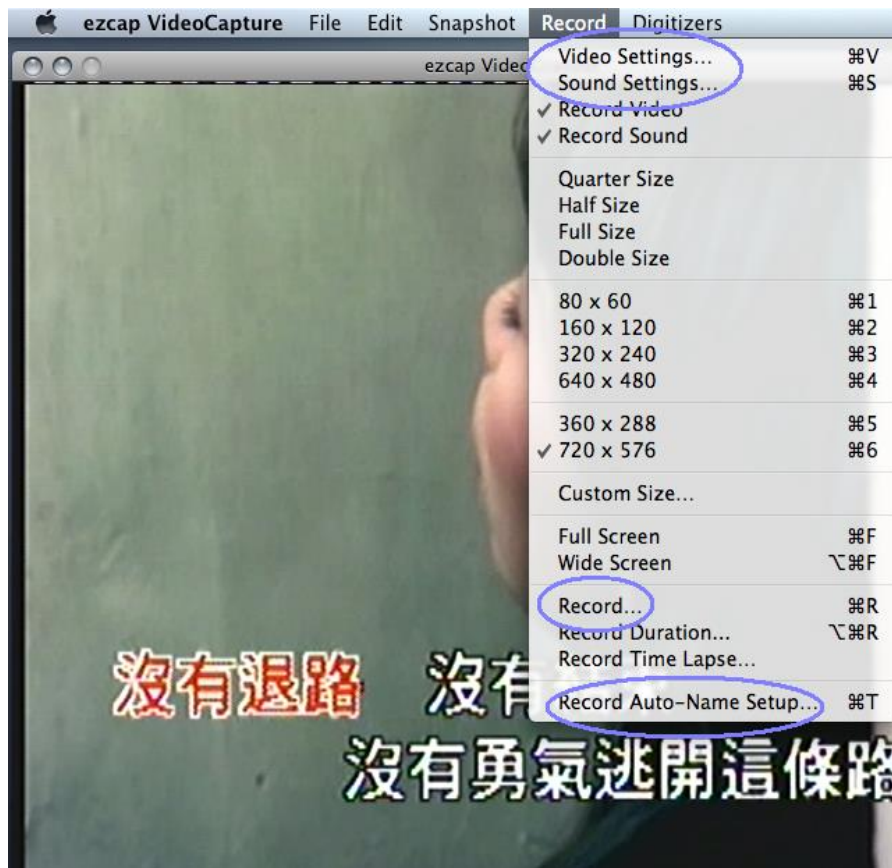 ezcap VideoCapture File Edit Snapshot Record Digitizers
ezcap Videc
Video Settings... ⌘V
Sound Settings... ⌘S
✓ Record Video
✓ Record Sound
Quarter Size
Half Size
Full Size
Double Size
80 x 60 ⌘1
160 x 120 ⌘2
320 x 240 ⌘3
640 x 480 ⌘4
360 x 288 ⌘5
✓ 720 x 576 ⌘6
Custom Size...
Full Screen ⌘F
Wide Screen ⌥⌘F
Record... ⌘R
Record Duration... ⌥⌘R
Record Time Lapse...
Record Auto-Name Setup... ⌘T
沒有退路 沒有
沒有勇氣逃開這條路